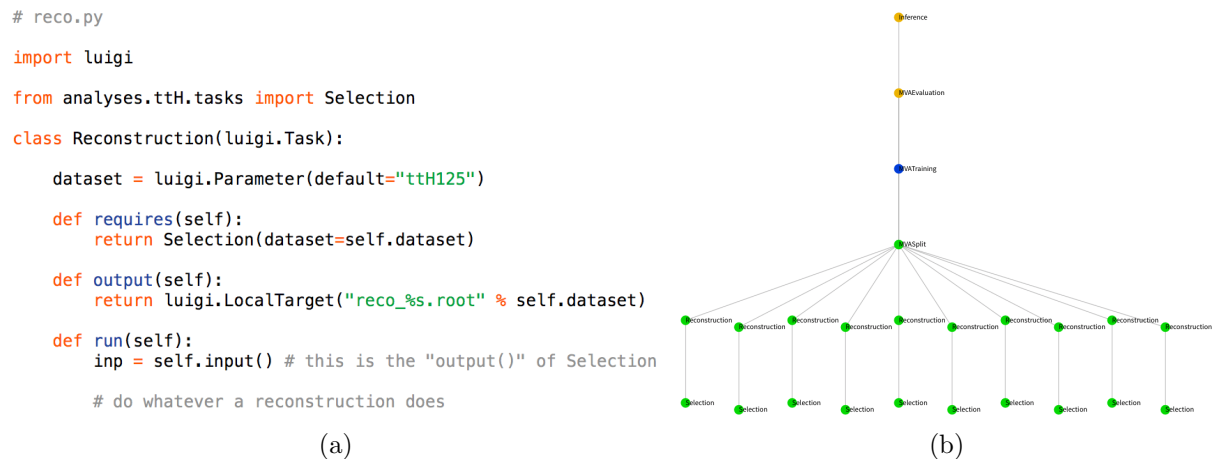 # reco.py
import luigi
from analyses.ttH.tasks import Selection
class Reconstruction(luigi.Task):
dataset = luigi.Parameter(default="ttH125")
def requires(self):
return Selection(dataset=self.dataset)
def output(self):
return luigi.LocalTarget("reco_%s.root" % self.dataset)
def run(self):
inp = self.input() # this is the "output()" of Selection
# do whatever a reconstruction does
(a)
Inference
MVAEvaluation
MVATraining
MVASplit
Reconstruction
Reconstruction
Reconstruction
Reconstruction
Reconstruction
Reconstruction
Reconstruction
Reconstruction
Reconstruction
Reconstruction
Selection
Selection
Selection
Selection
Selection
Selection
Selection
Selection
Selection
Selection
(b)